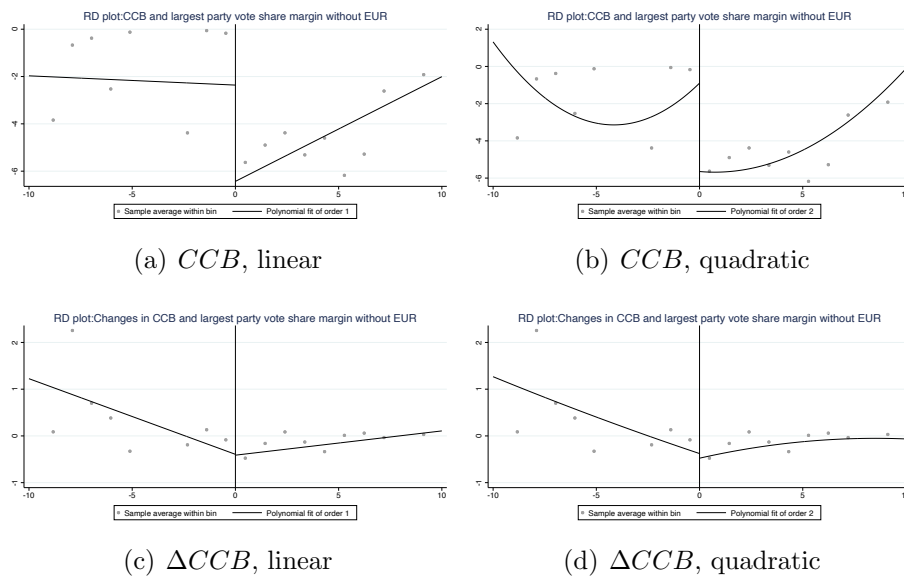 RD plot:CCB and largest party vote share margin without EUR
0
-2
-4
-6
-10 -5 0 5 10
Sample average within bin Polynomial fit of order 1
(a) CCB, linear
RD plot:CCB and largest party vote share margin without EUR
2
0
-2
-4
-6
-10 -5 0 5 10
Sample average within bin Polynomial fit of order 2
(b) CCB, quadratic
RD plot:Changes in CCB and largest party vote share margin without EUR
2
1
0
-1
-10 -5 0 5 10
Sample average within bin Polynomial fit of order 1
(c) ΔCCB, linear
RD plot:Changes in CCB and largest party vote share margin without EUR
2
1
0
-1
-10 -5 0 5 10
Sample average within bin Polynomial fit of order 2
(d) ΔCCB, quadratic